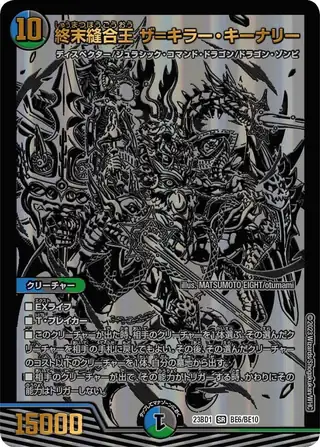 10
しゅうまつほうごうおう
終末縫合王 ザ=キラー・キーナリー
ディスペクター/ジュラシック・コマンド・ドラゴン/ドラゴン・ゾンビ
illus. MATSUMOTO EIGHT/otumami
クリーチャー
EXライフ
T・ブレイカー
このクリーチャーが出た時、相手のクリーチャーを1体選ぶ。その選んだ
クリーチャーを相手の手札に戻してもよい。その後、その選んだクリーチャー
のコスト以下のクリーチャーを1体、自分の
相手のクリーチャーが出て、その能力がトリガーする時、かわりにその
能力はトリガーしない。
15000
1
23BD1 SR BE6/BE10